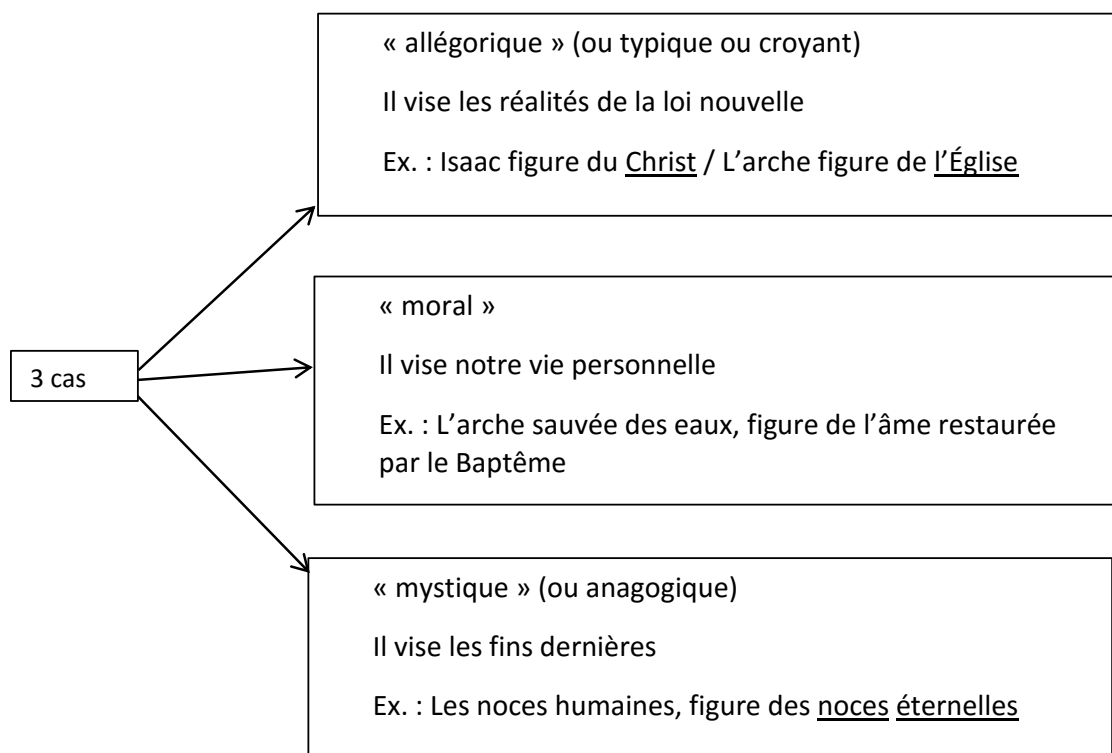 « allégorique » (ou typique ou croyant)
Il vise les réalités de la loi nouvelle
Ex. : Isaac figure du Christ / L’arche figure de l’Église
« moral »
Il vise notre vie personnelle
3 cas
Ex. : L’arche sauvée des eaux, figure de l’âme restaurée
par le Baptême
« mystique » (ou anagogique)
Il vise les fins dernières
Ex. : Les noces humaines, figure des noces éternelles